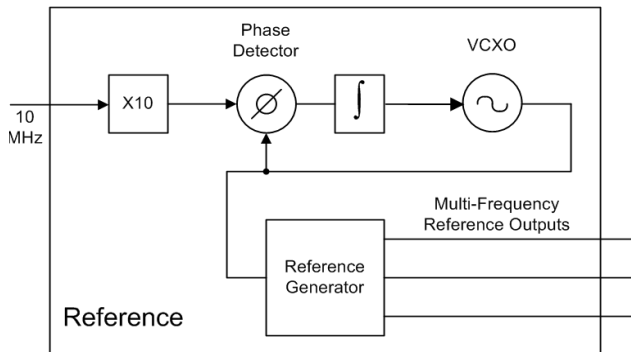 Phase
Detector
VCXO
X10
10
MHz
Multi-Frequency
Reference Outputs
Reference
Generator
Reference